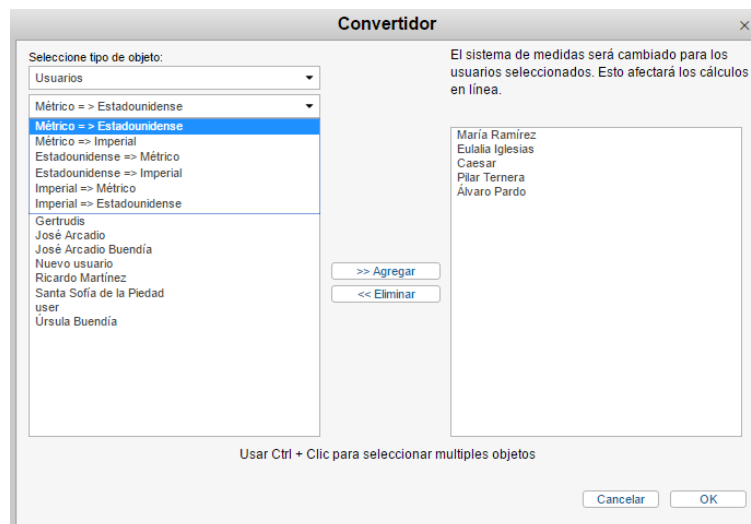 Convertidor
×
Seleccione tipo de objeto:
Usuarios
Métrico = > Estadounidense
Métrico = > Estadounidense
Métrico => Imperial
Estadounidense => Métrico
Estadounidense => Imperial
Imperial => Métrico
Imperial => Estadounidense
Gertrudis
José Arcadio
José Arcadio Buendía
Nuevo usuario
Ricardo Martínez
Santa Sofía de la Piedad
user
Úrsula Buendía
>> Agregar
<< Eliminar
El sistema de medidas será cambiado para los
usuarios seleccionados. Esto afectará los cálculos
en línea.
María Ramírez
Eulalia Iglesias
Caesar
Pilar Ternera
Álvaro Pardo
Usar Ctrl + Clic para seleccionar multiples objetos
Cancelar
OK